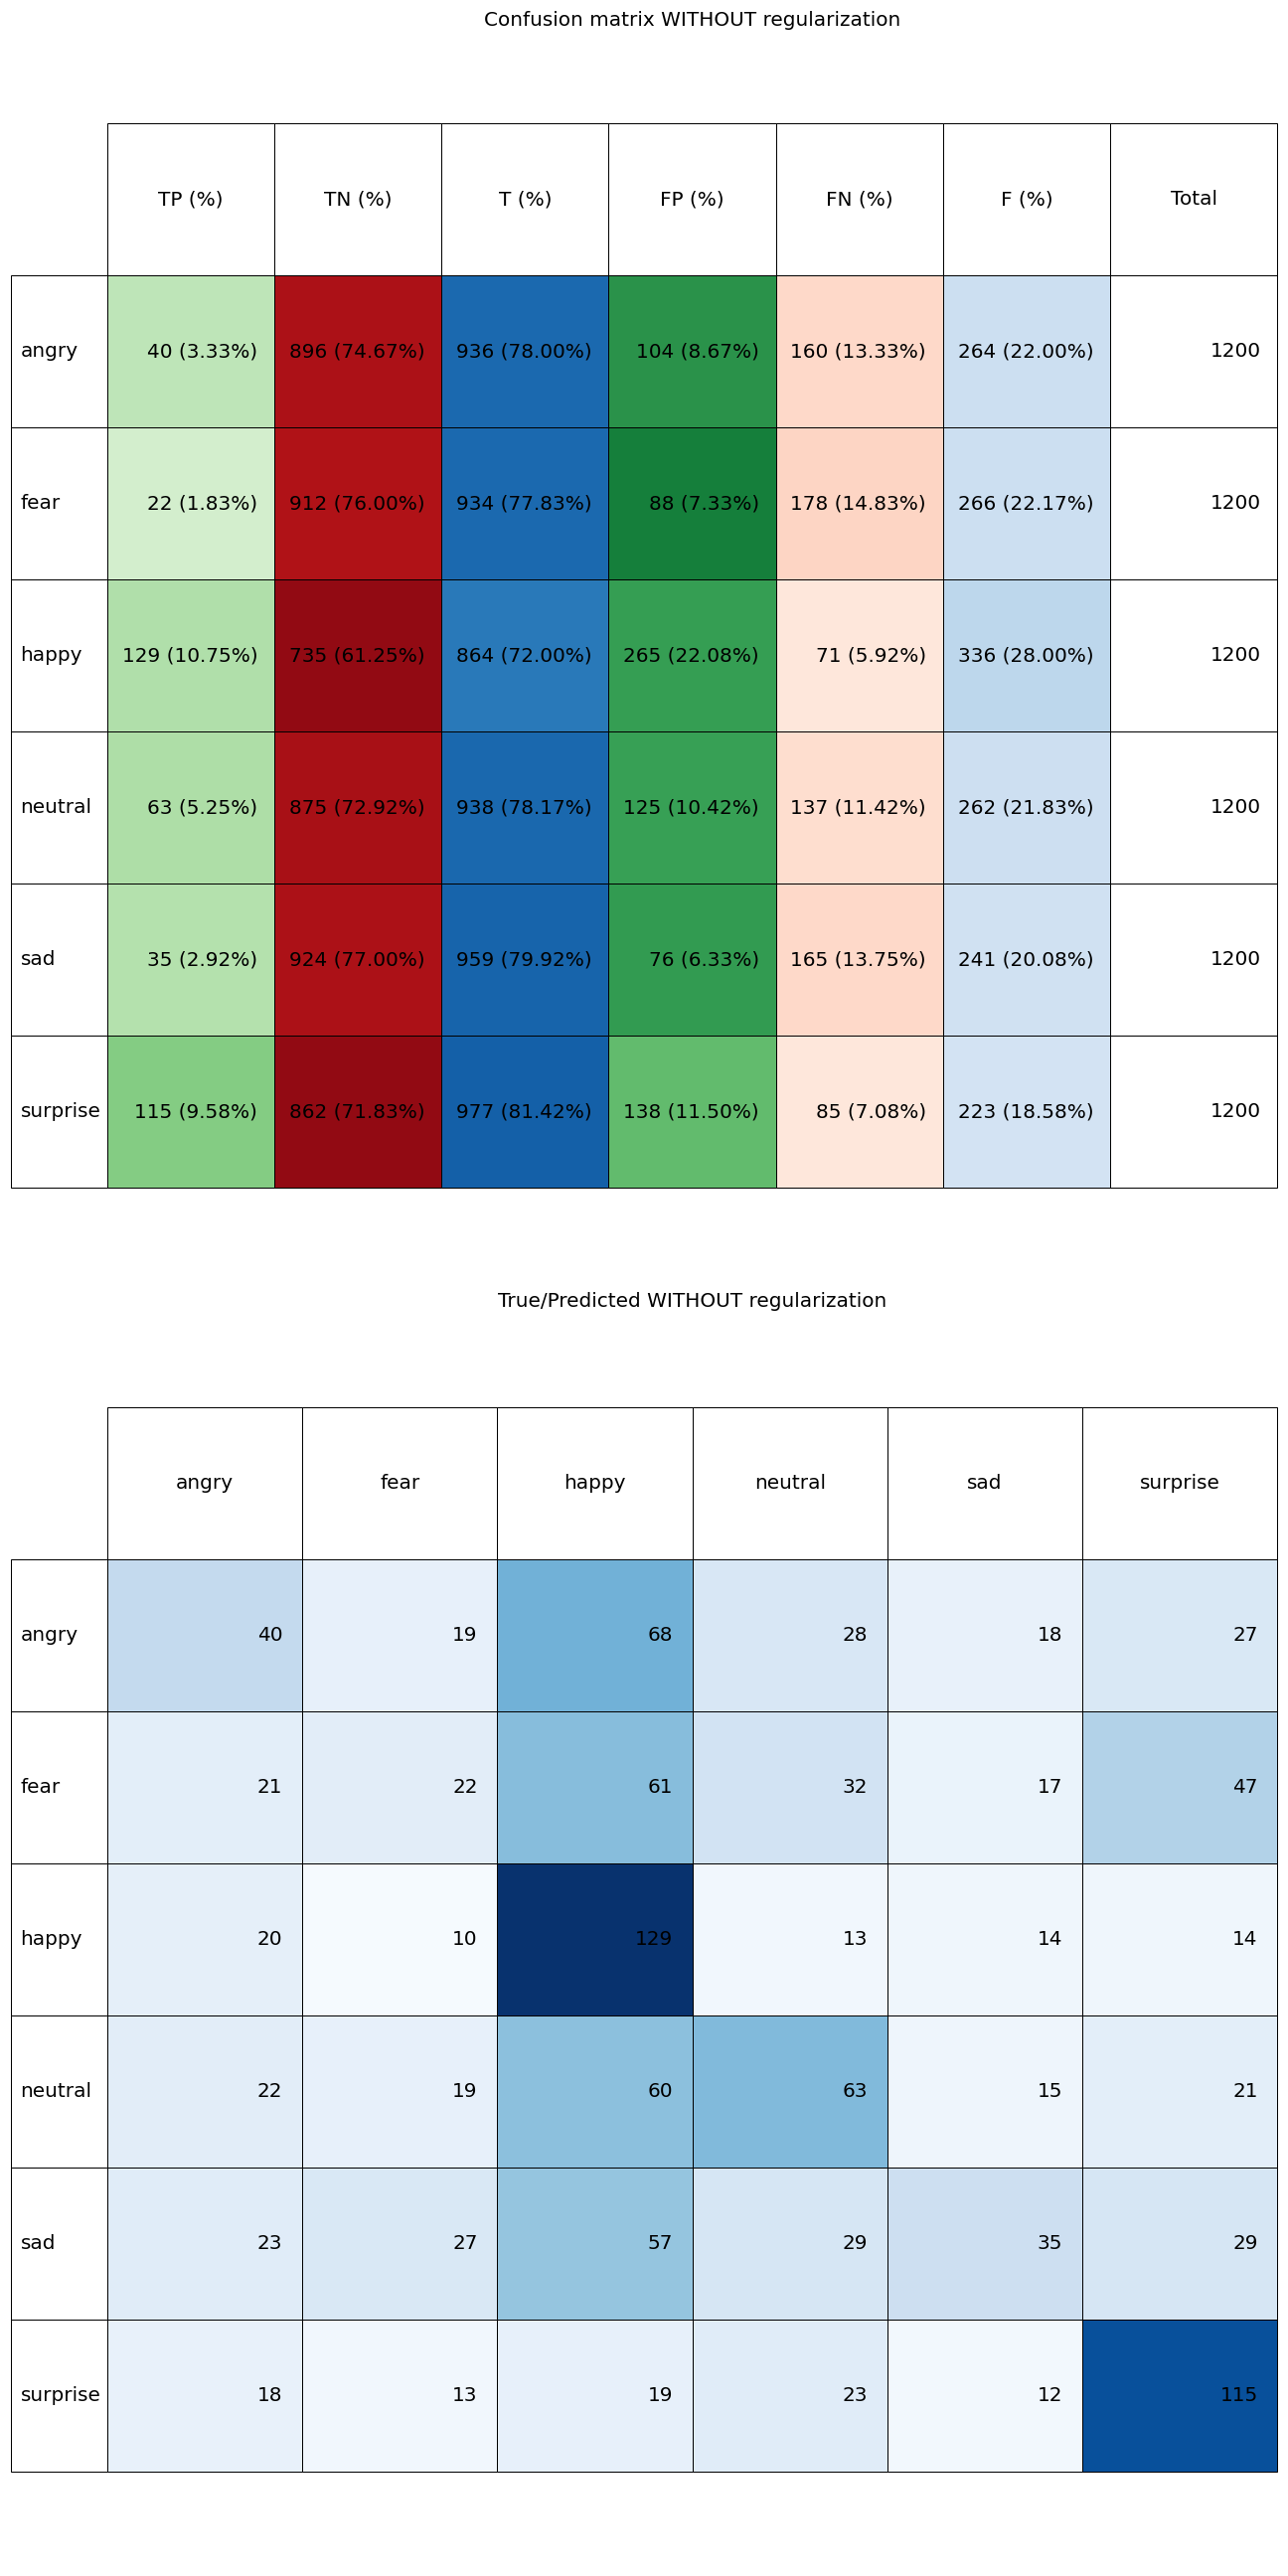 Confusion matrix WITHOUT regularization
TP (%) TN (%) T (%) FP (%) FN (%) F (%) Total
angry 40 (3.33%) 896 (74.67%) 936 (78.00%) 104 (8.67%) 160 (13.33%) 264 (22.00%) 1200
fear 22 (1.83%) 912 (76.00%) 934 (77.83%) 88 (7.33%) 178 (14.83%) 266 (22.17%) 1200
happy 129 (10.75%) 735 (61.25%) 864 (72.00%) 265 (22.08%) 71 (5.92%) 336 (28.00%) 1200
neutral 63 (5.25%) 875 (72.92%) 938 (78.17%) 125 (10.42%) 137 (11.42%) 262 (21.83%) 1200
sad 35 (2.92%) 924 (77.00%) 959 (79.92%) 76 (6.33%) 165 (13.75%) 241 (20.08%) 1200
surprise 115 (9.58%) 862 (71.83%) 977 (81.42%) 138 (11.50%) 85 (7.08%) 223 (18.58%) 1200
True/Predicted WITHOUT regularization
angry fear happy neutral sad surprise
angry 40 19 68 28 18 27
fear 21 22 61 32 17 47
happy 20 10 129 13 14 14
neutral 22 19 60 63 15 21
sad 23 27 57 29 35 29
surprise 18 13 19 23 12 115